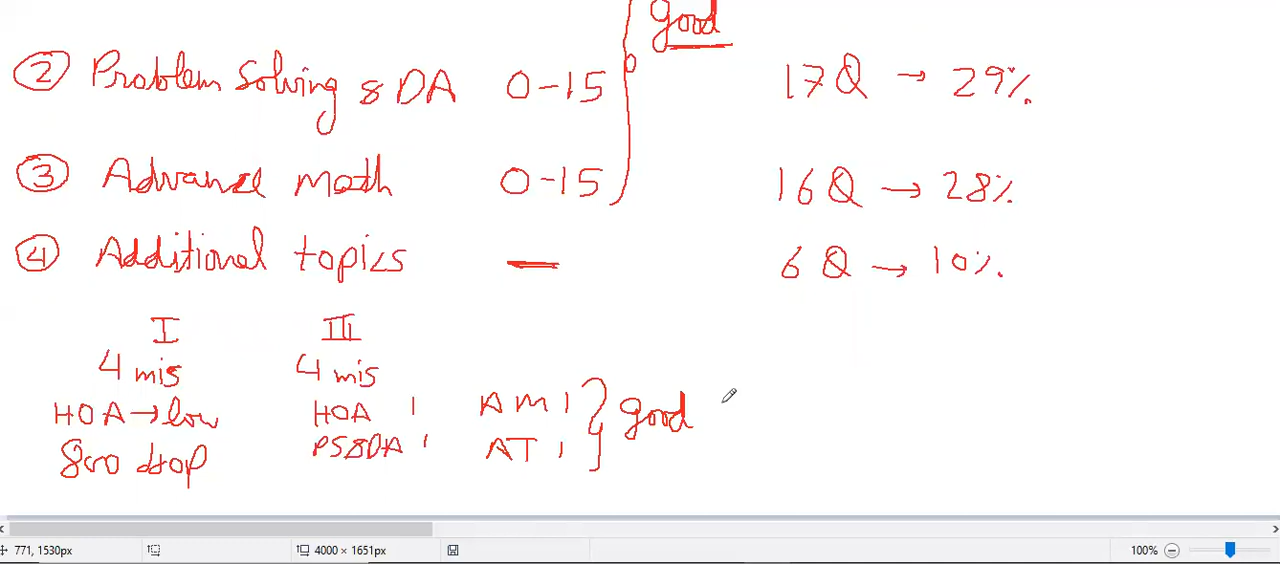 good
② Problem Solving & DA 0-15 17Q → 29%
③ Advance math 0-15 16Q → 28%
④ Additional topics — 6Q → 10%
I III
4 mis 4 mis
HOA → low HOA 1 AM 1 good
800 drop PS&DA 1 AT 1
771, 1530px 4000 × 1651px 100%